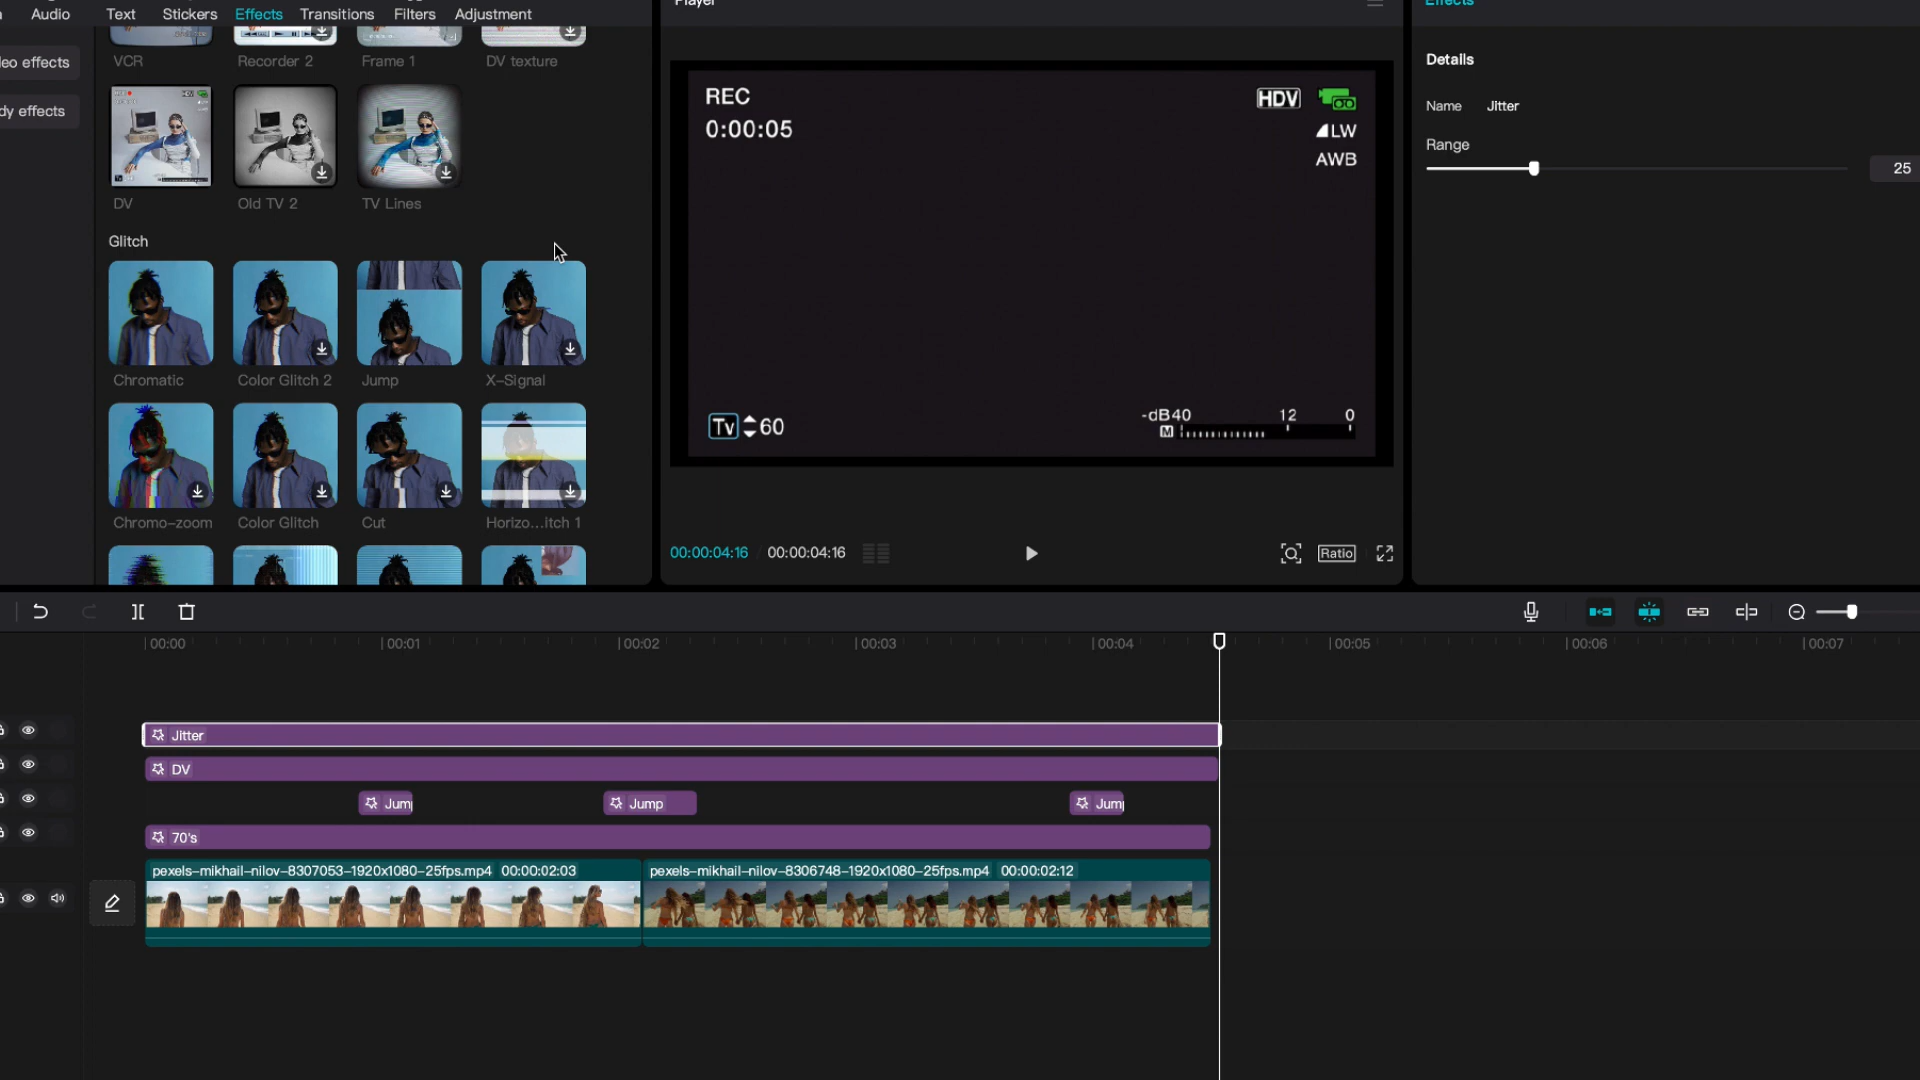 Audio
Text
Stickers
Effects
Transitions
Filters
Adjustment
Player
Effects
eo effects
dy effects
VCR
Recorder 2
Frame 1
DV texture
DV
Old TV 2
TV Lines
Glitch
Chromatic
Color Glitch 2
Jump
X-Signal
Chromo-zoom
Color Glitch
Cut
Horizo...itch 1
REC
0:00:05
HDV
LW
AWB
Tv 60
-dB40 12 0
M
00:00:04:16 / 00:00:04:16
Ratio
Details
Name Jitter
Range
25
00:00 00:01 00:02 00:03 00:04 00:05 00:06 00:07
Jitter
DV
Jump
Jump
Jump
70's
pexels-mikhail-nilov-8307053-1920x1080-25fps.mp4 00:00:02:03
pexels-mikhail-nilov-8306748-1920x1080-25fps.mp4 00:00:02:12